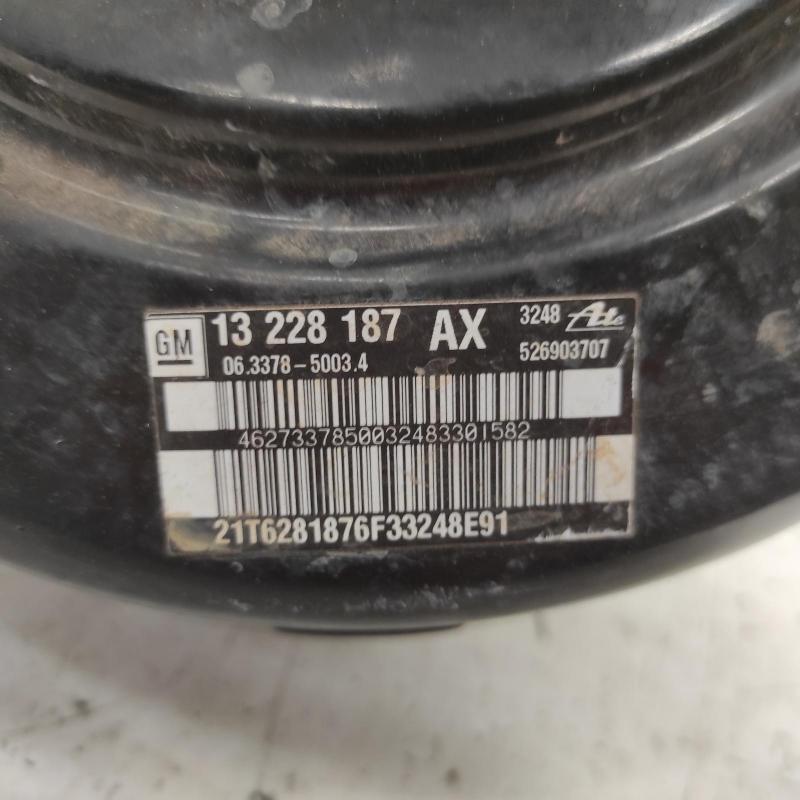 GM 13 228 187 AX 3248 Ate
06.3378-5003.4 526903707
4627337850032483301582
21T6281876F33248E91